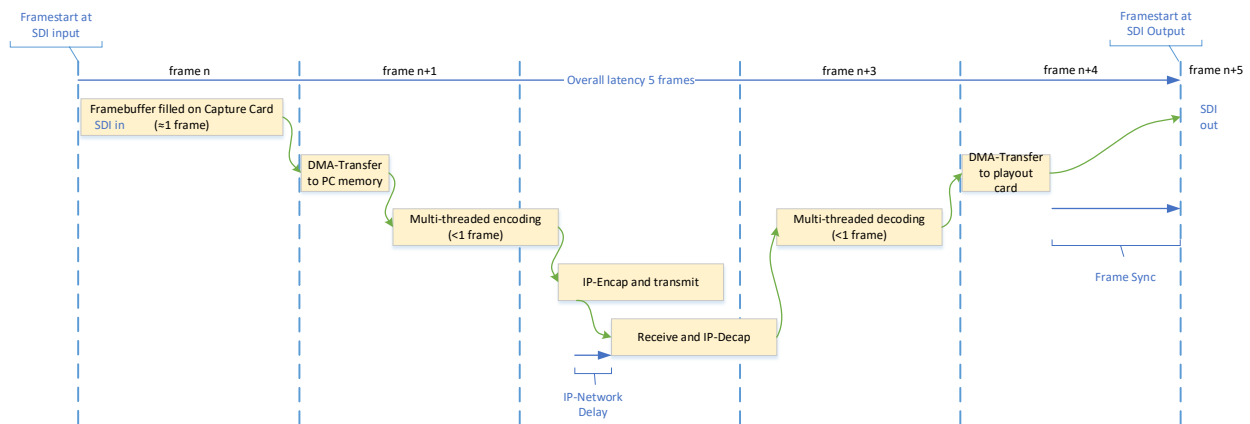 Framestart at
SDI input
Framestart at
SDI Output
frame n
frame n+1
Overall latency 5 frames
frame n+3
frame n+4
frame n+5
Framebuffer filled on Capture Card
SDI in (≈1 frame)
SDI
out
DMA-Transfer
to PC memory
DMA-Transfer
to playout
card
Multi-threaded encoding
(<1 frame)
Multi-threaded decoding
(<1 frame)
IP-Encap and transmit
Frame Sync
Receive and IP-Decap
IP-Network
Delay